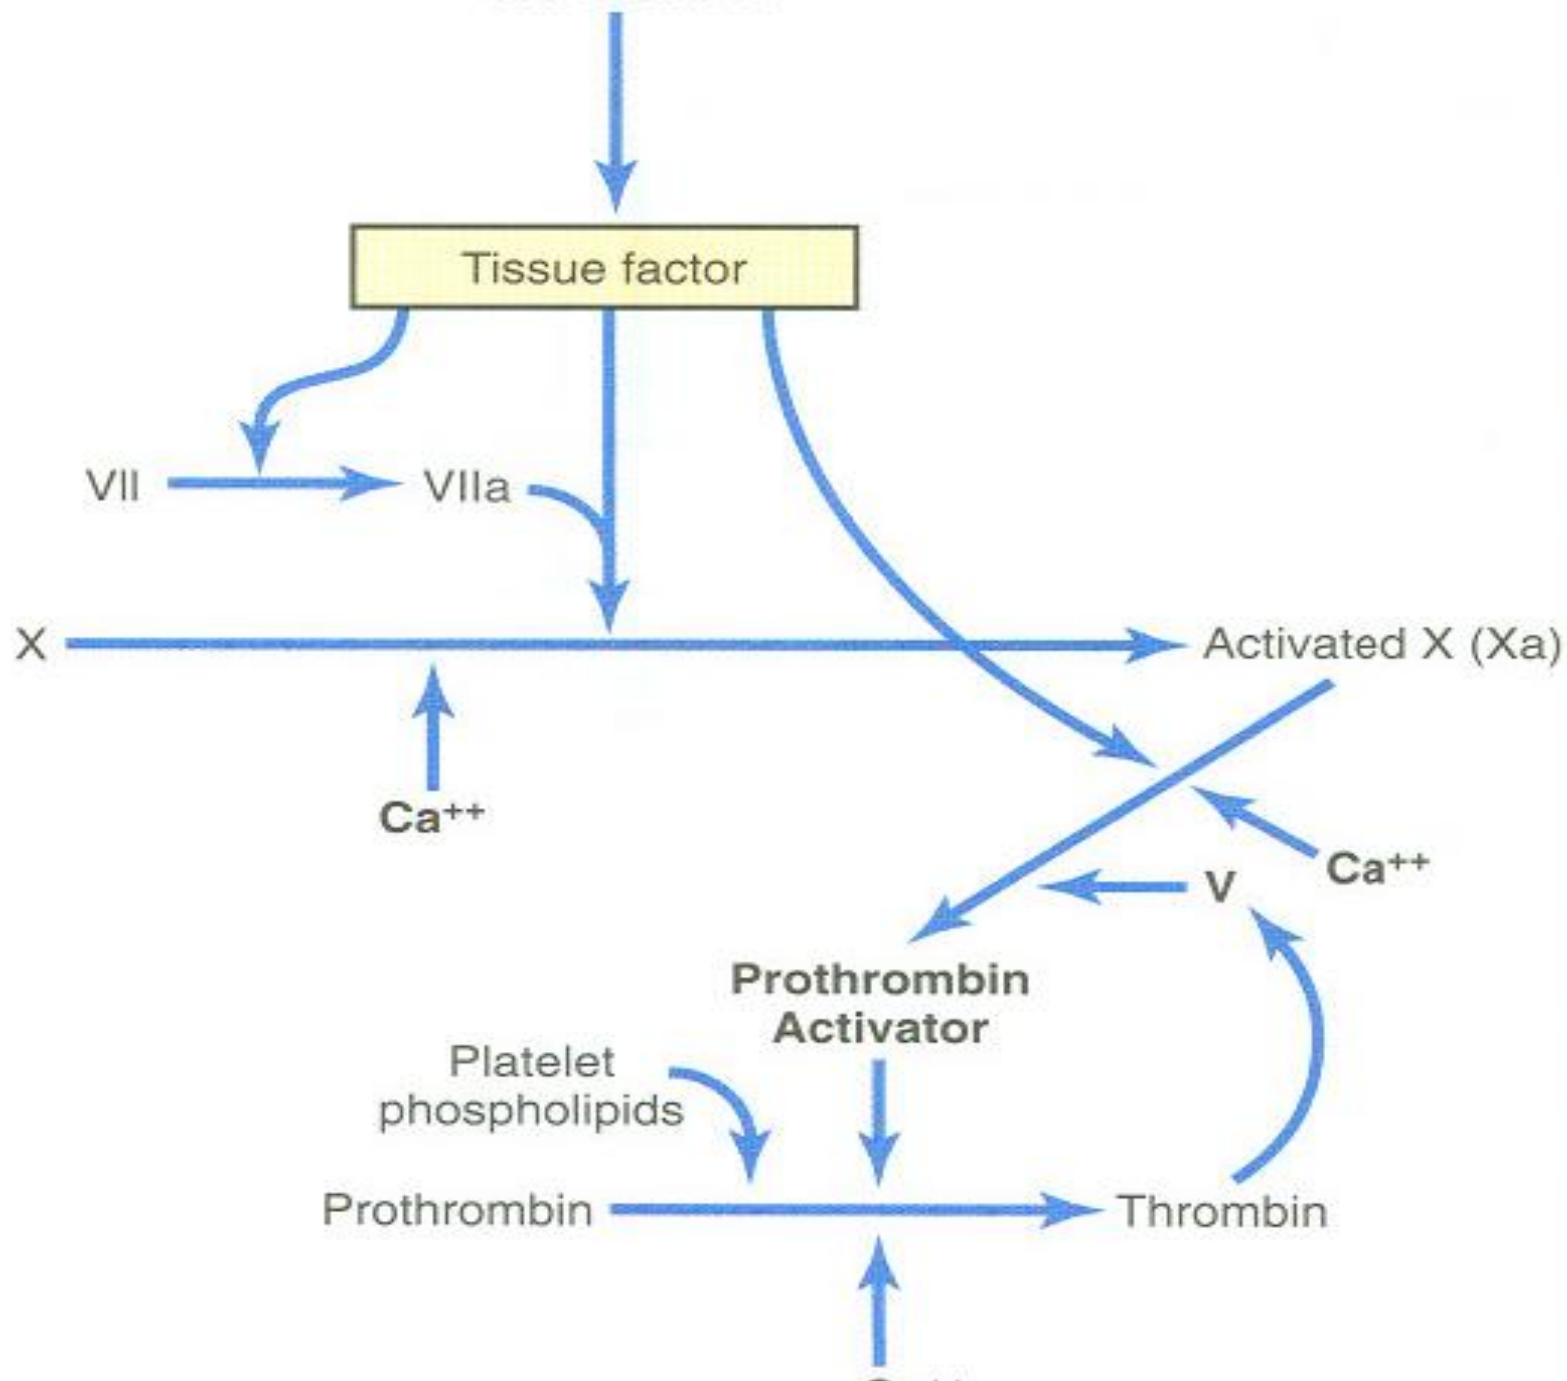 Tissue factor
VII
VIIa
X
Activated X (Xa)
Ca++
Ca++
V
Prothrombin
Activator
Platelet
phospholipids
Prothrombin
Thrombin